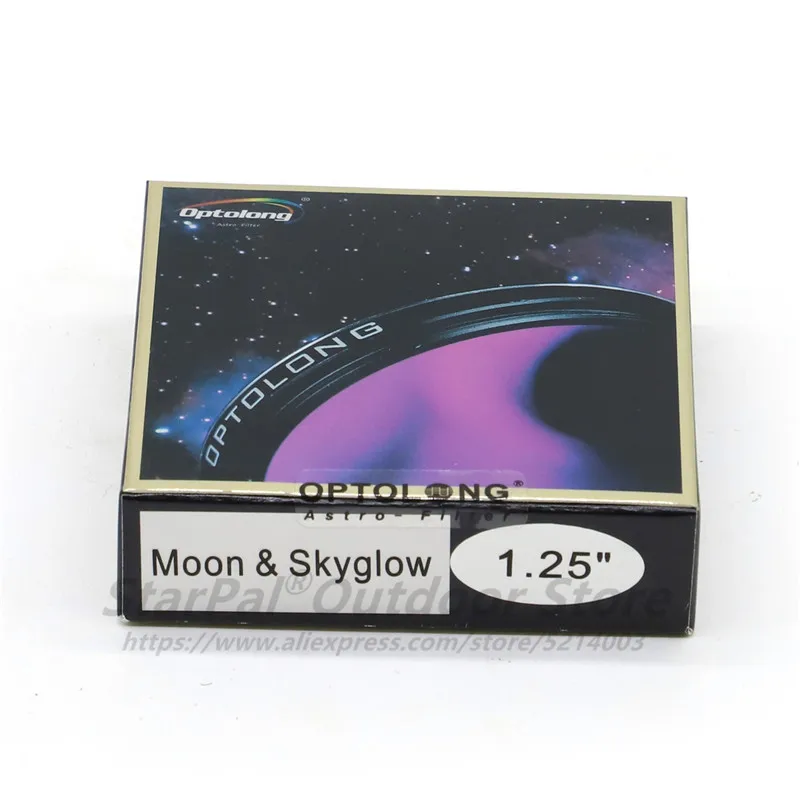 Optolong®
Astro Filter
OPTOLONG
OPTOLONG®
Astro-Filter
Moon & Skyglow
1.25"
StarPal® Outdoor Store
https://www.aliexpress.com/store/5214003